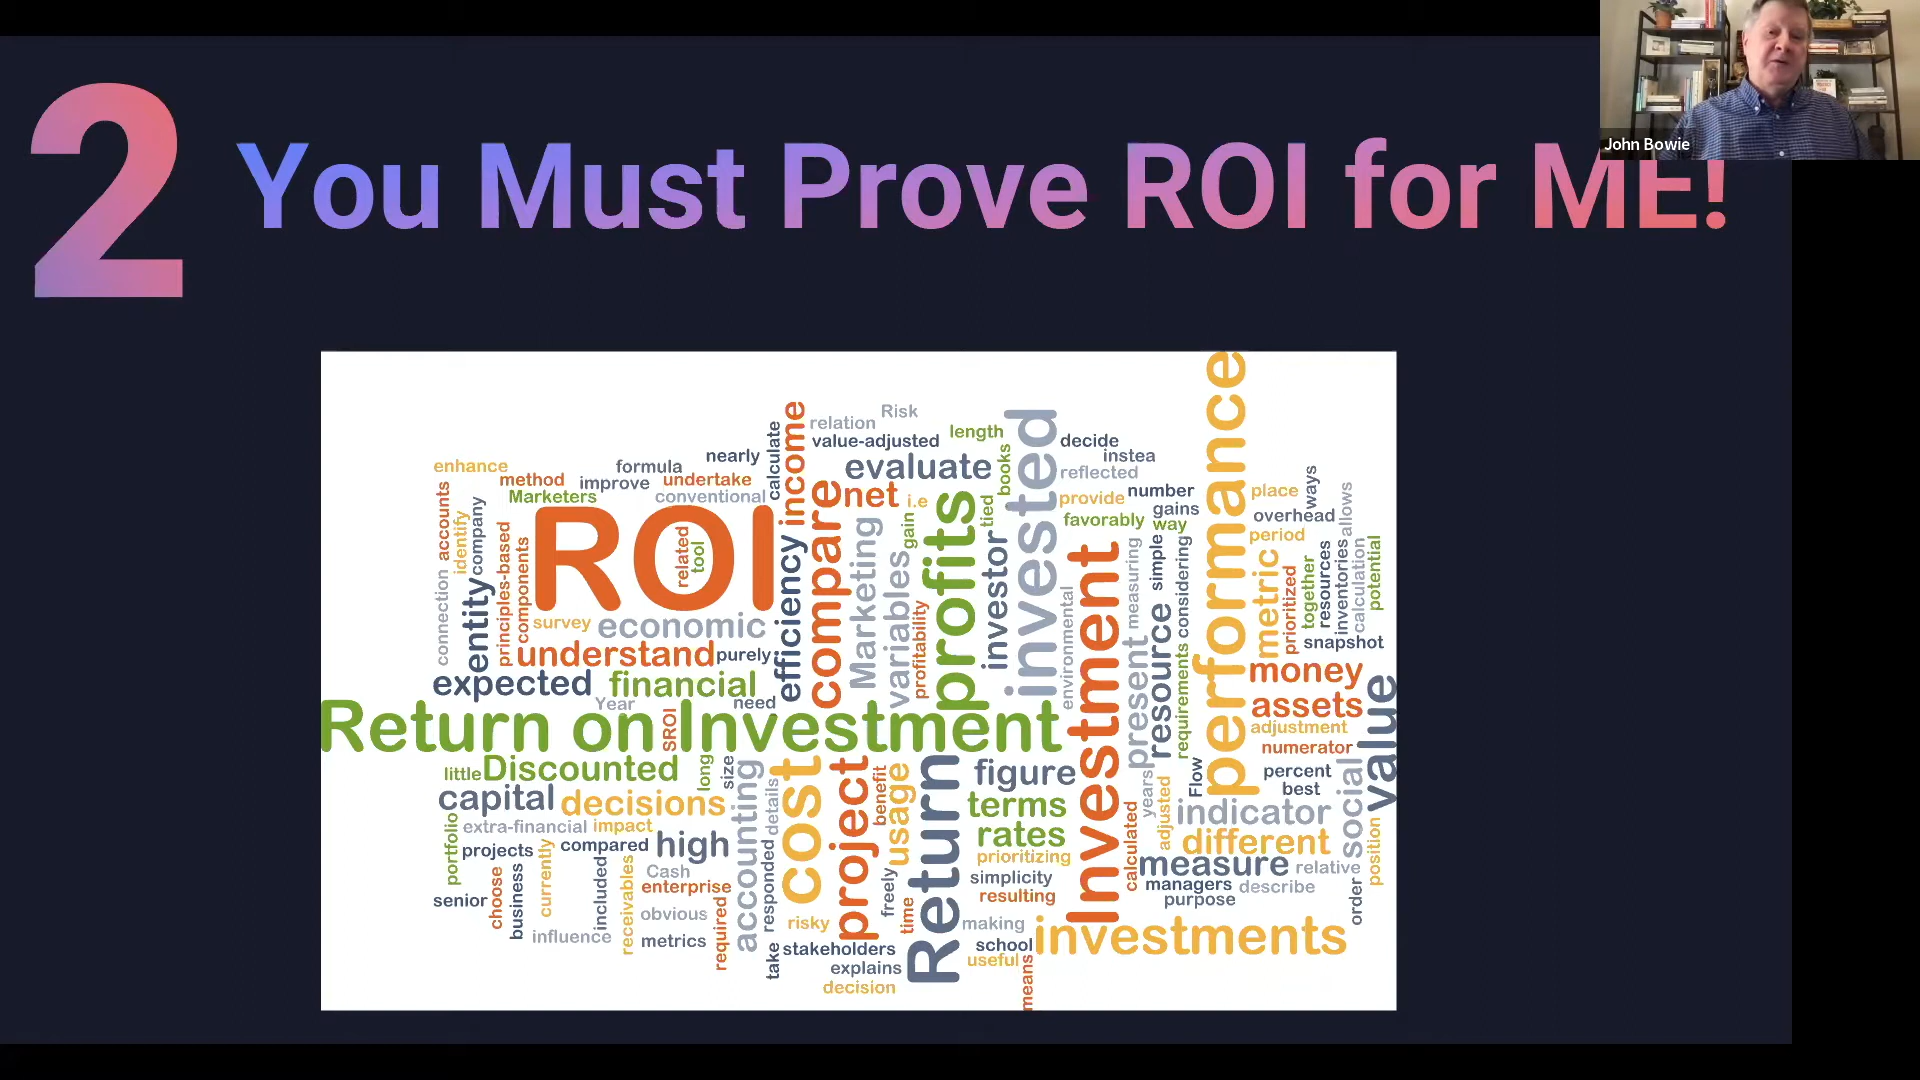 2 You Must Prove ROI for ME!
John Bowie
relation
Risk
value-adjusted
length
decide
nearly
calculate
income
books
invested
instea
performance
enhance
formula
evaluate
reflected
method
improve
undertake
Marketers
conventional
net
i.e
provide
number
place
ways
accounts
identify
company
ROI
related
tool
compare
gain
profits
tied
favorably
gains
way
overhead
allows
period
connection
entity
principles-based
components
efficiency
Marketing
variables
profitability
investor
environmental
Investment
measuring
simple
considering
metric
prioritized
together
resources
inventories
calculation
potential
survey
economic
understand
purely
snapshot
expected
financial
present
resource
requirements
money
Year
need
assets
value
Return on Investment
SROI
adjustment
numerator
little
Discounted
long
size
cost
project
benefit
usage
Return
figure
years
Flow
percent
best
social
capital
decisions
accounting
details
terms
adjusted
indicator
portfolio
extra-financial
impact
high
rates
calculated
different
position
projects
currently
compared
prioritizing
measure
relative
choose
business
included
receivables
Cash
enterprise
responded
freely
time
simplicity
managers
describe
senior
resulting
purpose
order
obvious
required
risky
making
influence
metrics
take
stakeholders
school
investments
explains
useful
means
decision